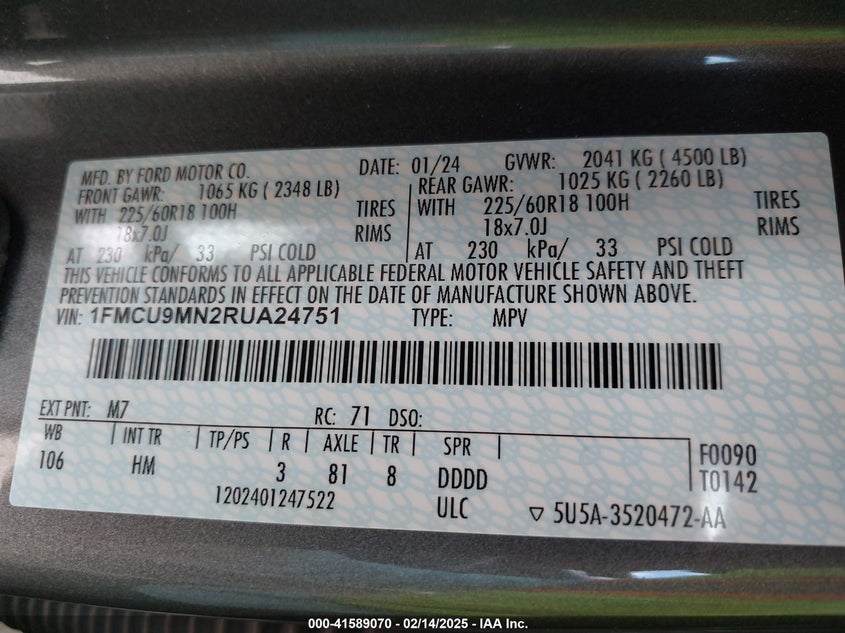 MFD. BY FORD MOTOR CO. DATE: 01/24 GVWR: 2041 KG ( 4500 LB)
FRONT GAWR: 1065 KG ( 2348 LB) REAR GAWR: 1025 KG ( 2260 LB)
WITH 225/60R18 100H TIRES WITH 225/60R18 100H TIRES
18x7.0J RIMS 18x7.0J RIMS
AT 230 kPa/ 33 PSI COLD AT 230 kPa/ 33 PSI COLD
THIS VEHICLE CONFORMS TO ALL APPLICABLE FEDERAL MOTOR VEHICLE SAFETY AND THEFT
PREVENTION STANDARDS IN EFFECT ON THE DATE OF MANUFACTURE SHOWN ABOVE.
VIN: 1FMCU9MN2RUA24751 TYPE: MPV
EXT PNT: M7 RC: 71 DSO:
WB INT TR TP/PS R AXLE TR SPR F0090
106 HM 3 81 8 DDDD T0142
1202401247522 ULC ▽ 5U5A-3520472-AA
000-41589070 - 02/14/2025 - IAA Inc.